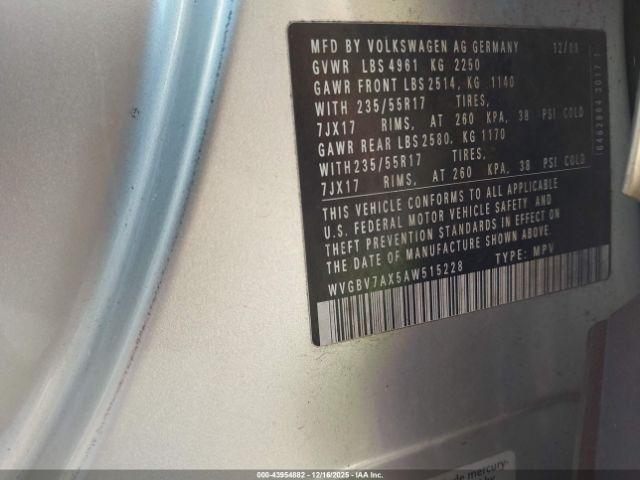 MFD BY VOLKSWAGEN AG GERMANY 12/09
GVWR LBS 4961 KG 2250
GAWR FRONT LBS 2514, KG 1140
WITH 235/55R17 TIRES,
7JX17 RIMS, AT 260 KPA, 38 PSI COLD
GAWR REAR LBS 2580, KG 1170
WITH 235/55R17 TIRES,
7JX17 RIMS, AT 260 KPA, 38 PSI COLD
THIS VEHICLE CONFORMS TO ALL APPLICABLE
U.S. FEDERAL MOTOR VEHICLE SAFETY AND
THEFT PREVENTION STANDARDS IN EFFECT ON
THE DATE OF MANUFACTURE SHOWN ABOVE.
WVGBV7AX5AW515228 TYPE: MPV
de mercury-
000-43954882 - 12/16/2025 - IAA Inc.